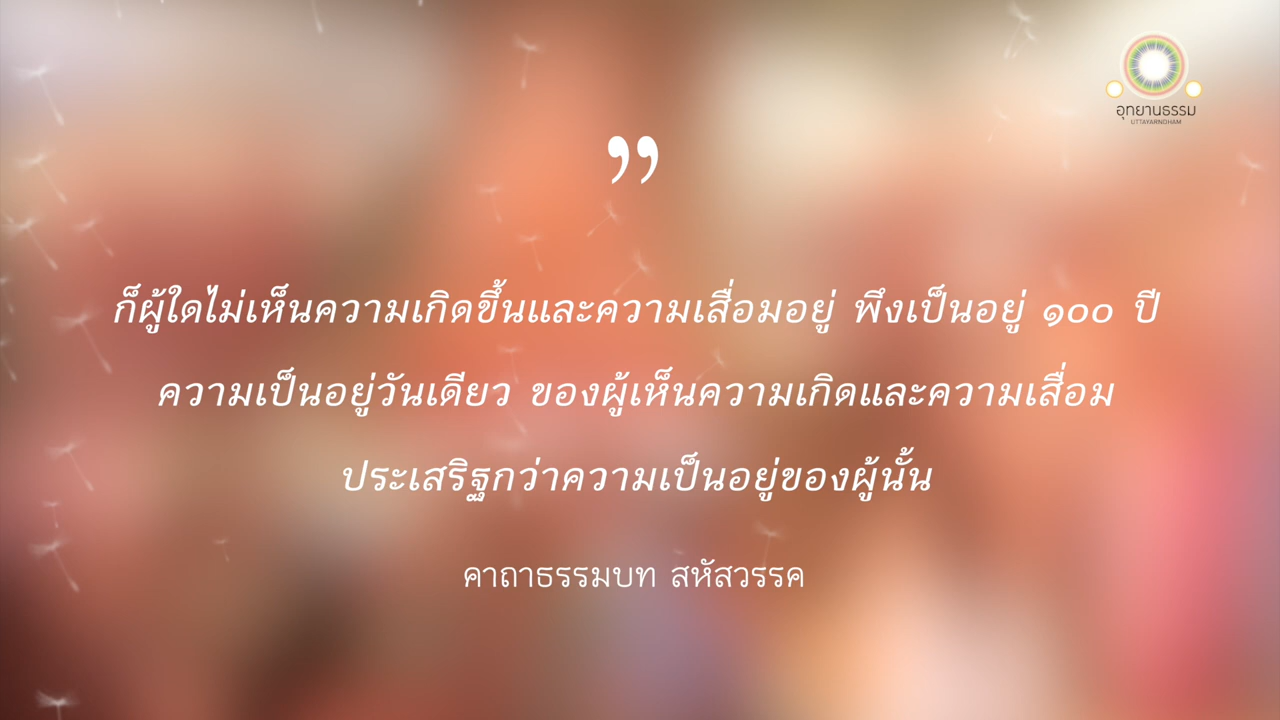 อุทยานธรรม
UTTAYARNDHAM
”
ก็ผู้ใดไม่เห็นความเกิดขึ้นและความเสื่อมอยู่ พึงเป็นอยู่ ๑๐๐ ปี
ความเป็นอยู่วันเดียว ของผู้เห็นความเกิดและความเสื่อม
ประเสริฐกว่าความเป็นอยู่ของผู้นั้น
คาถาธรรมบท สหัสวรรค